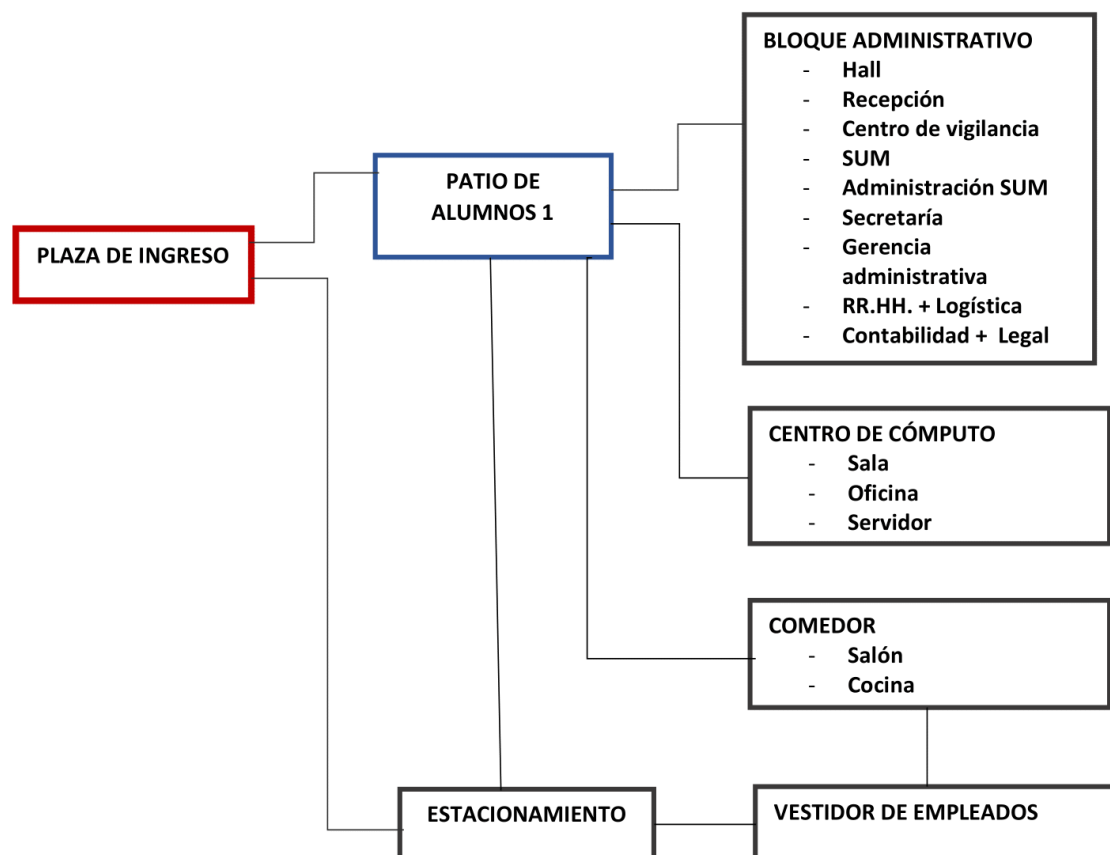 PLAZA DE INGRESO
PATIO DE
ALUMNOS 1
BLOQUE ADMINISTRATIVO
- Hall
- Recepción
- Centro de vigilancia
- SUM
- Administración SUM
- Secretaría
- Gerencia
administrativa
- RR.HH. + Logística
- Contabilidad + Legal
CENTRO DE CÓMPUTO
- Sala
- Oficina
- Servidor
COMEDOR
- Salón
- Cocina
ESTACIONAMIENTO
VESTIDOR DE EMPLEADOS